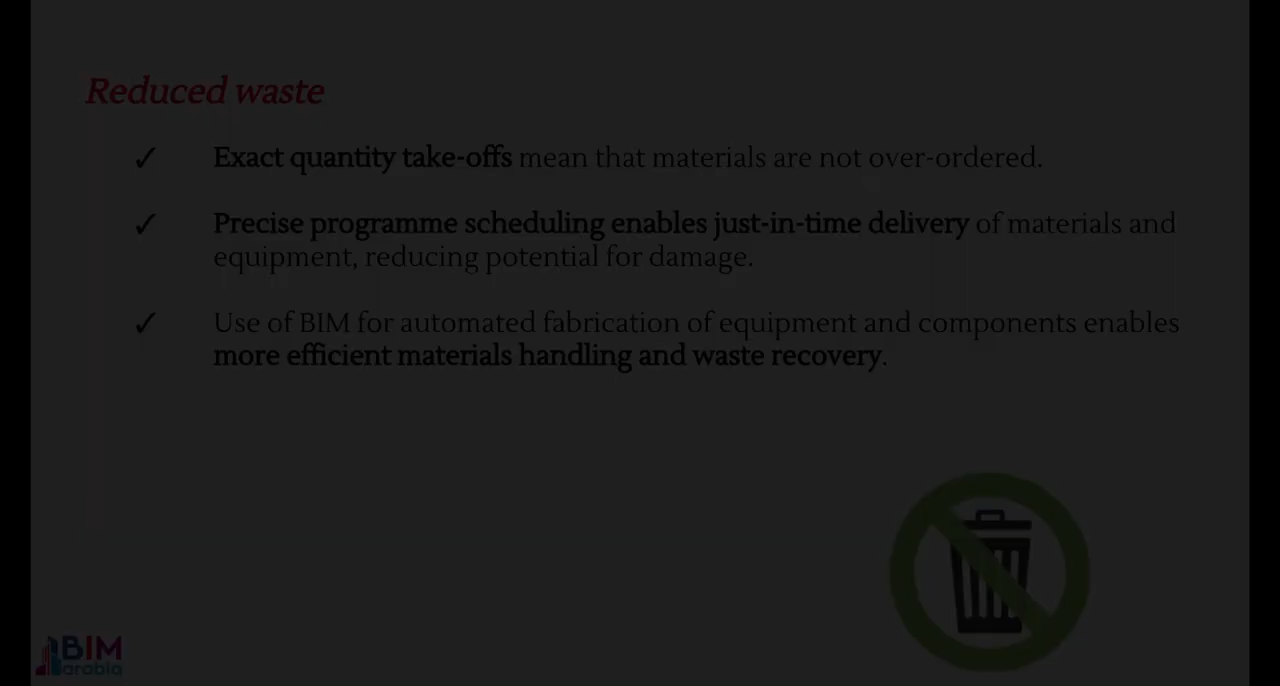 Reduced waste
✓ Exact quantity take-offs mean that materials are not over-ordered.
✓ Precise programme scheduling enables just-in-time delivery of materials and
equipment, reducing potential for damage.
✓ Use of BIM for automated fabrication of equipment and components enables
more efficient materials handling and waste recovery.
BIM
arabia